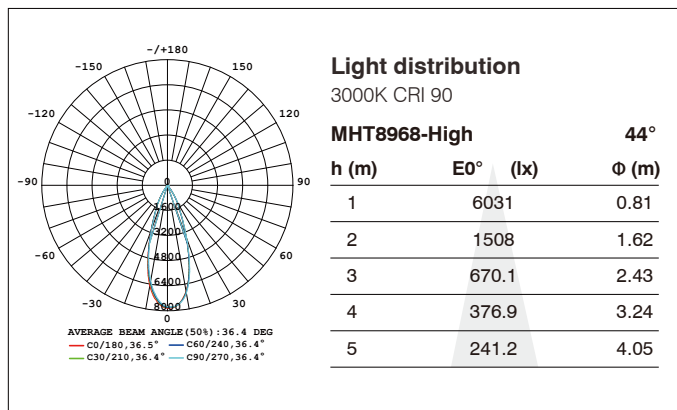 -/+180
-150
150
-120
120
-90
90
-60
60
-30
30
0
0
1600
3200
4800
6400
8000
AVERAGE BEAM ANGLE(50%):36.4 DEG
C0/180,36.5° C60/240,36.4°
C30/210,36.4° C90/270,36.4°
Light distribution
3000K CRI 90
MHT8968-High 44°
h (m) E0° (lx) Φ (m)
1 6031 0.81
2 1508 1.62
3 670.1 2.43
4 376.9 3.24
5 241.2 4.05